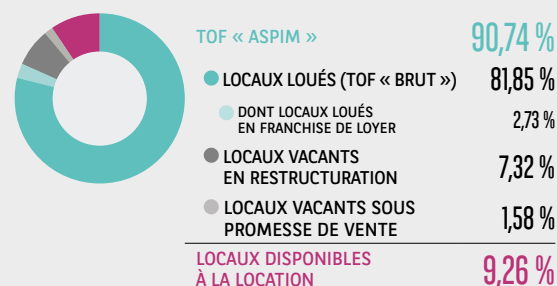 TOF « ASPIM » 90,74 %
LOCAUX LOUÉS (TOF « BRUT ») 81,85 %
DONT LOCAUX LOUÉS
EN FRANCHISE DE LOYER 2,73 %
LOCAUX VACANTS
EN RESTRUCTURATION 7,32 %
LOCAUX VACANTS SOUS
PROMESSE DE VENTE 1,58 %
LOCAUX DISPONIBLES
À LA LOCATION 9,26 %